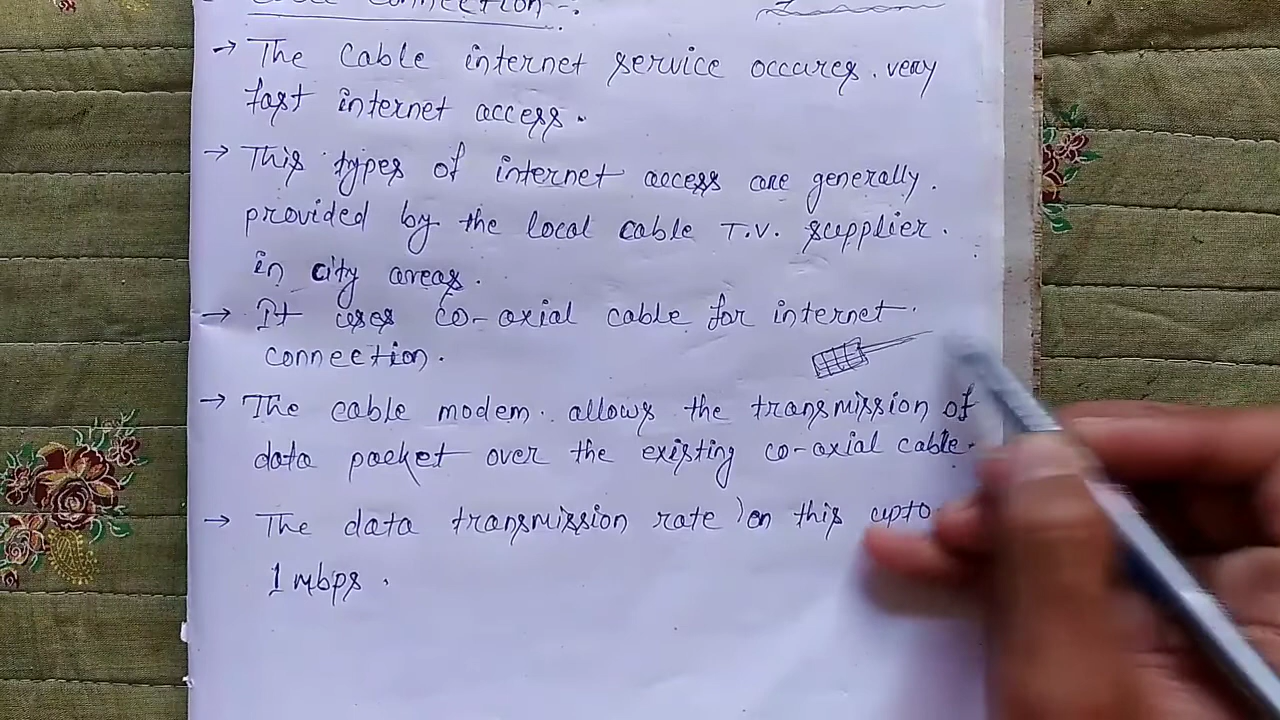 Connection :
→ The cable internet service occures. very
fast internet access.
→ This types of internet access are generally.
provided by the local cable T.V. supplier.
in city areas.
→ It uses co-axial cable for internet.
connection.
→ The cable modem. allows the transmission of
data packet over the existing co-axial cable.
→ The data transmission rate on this upto
1 mbps.